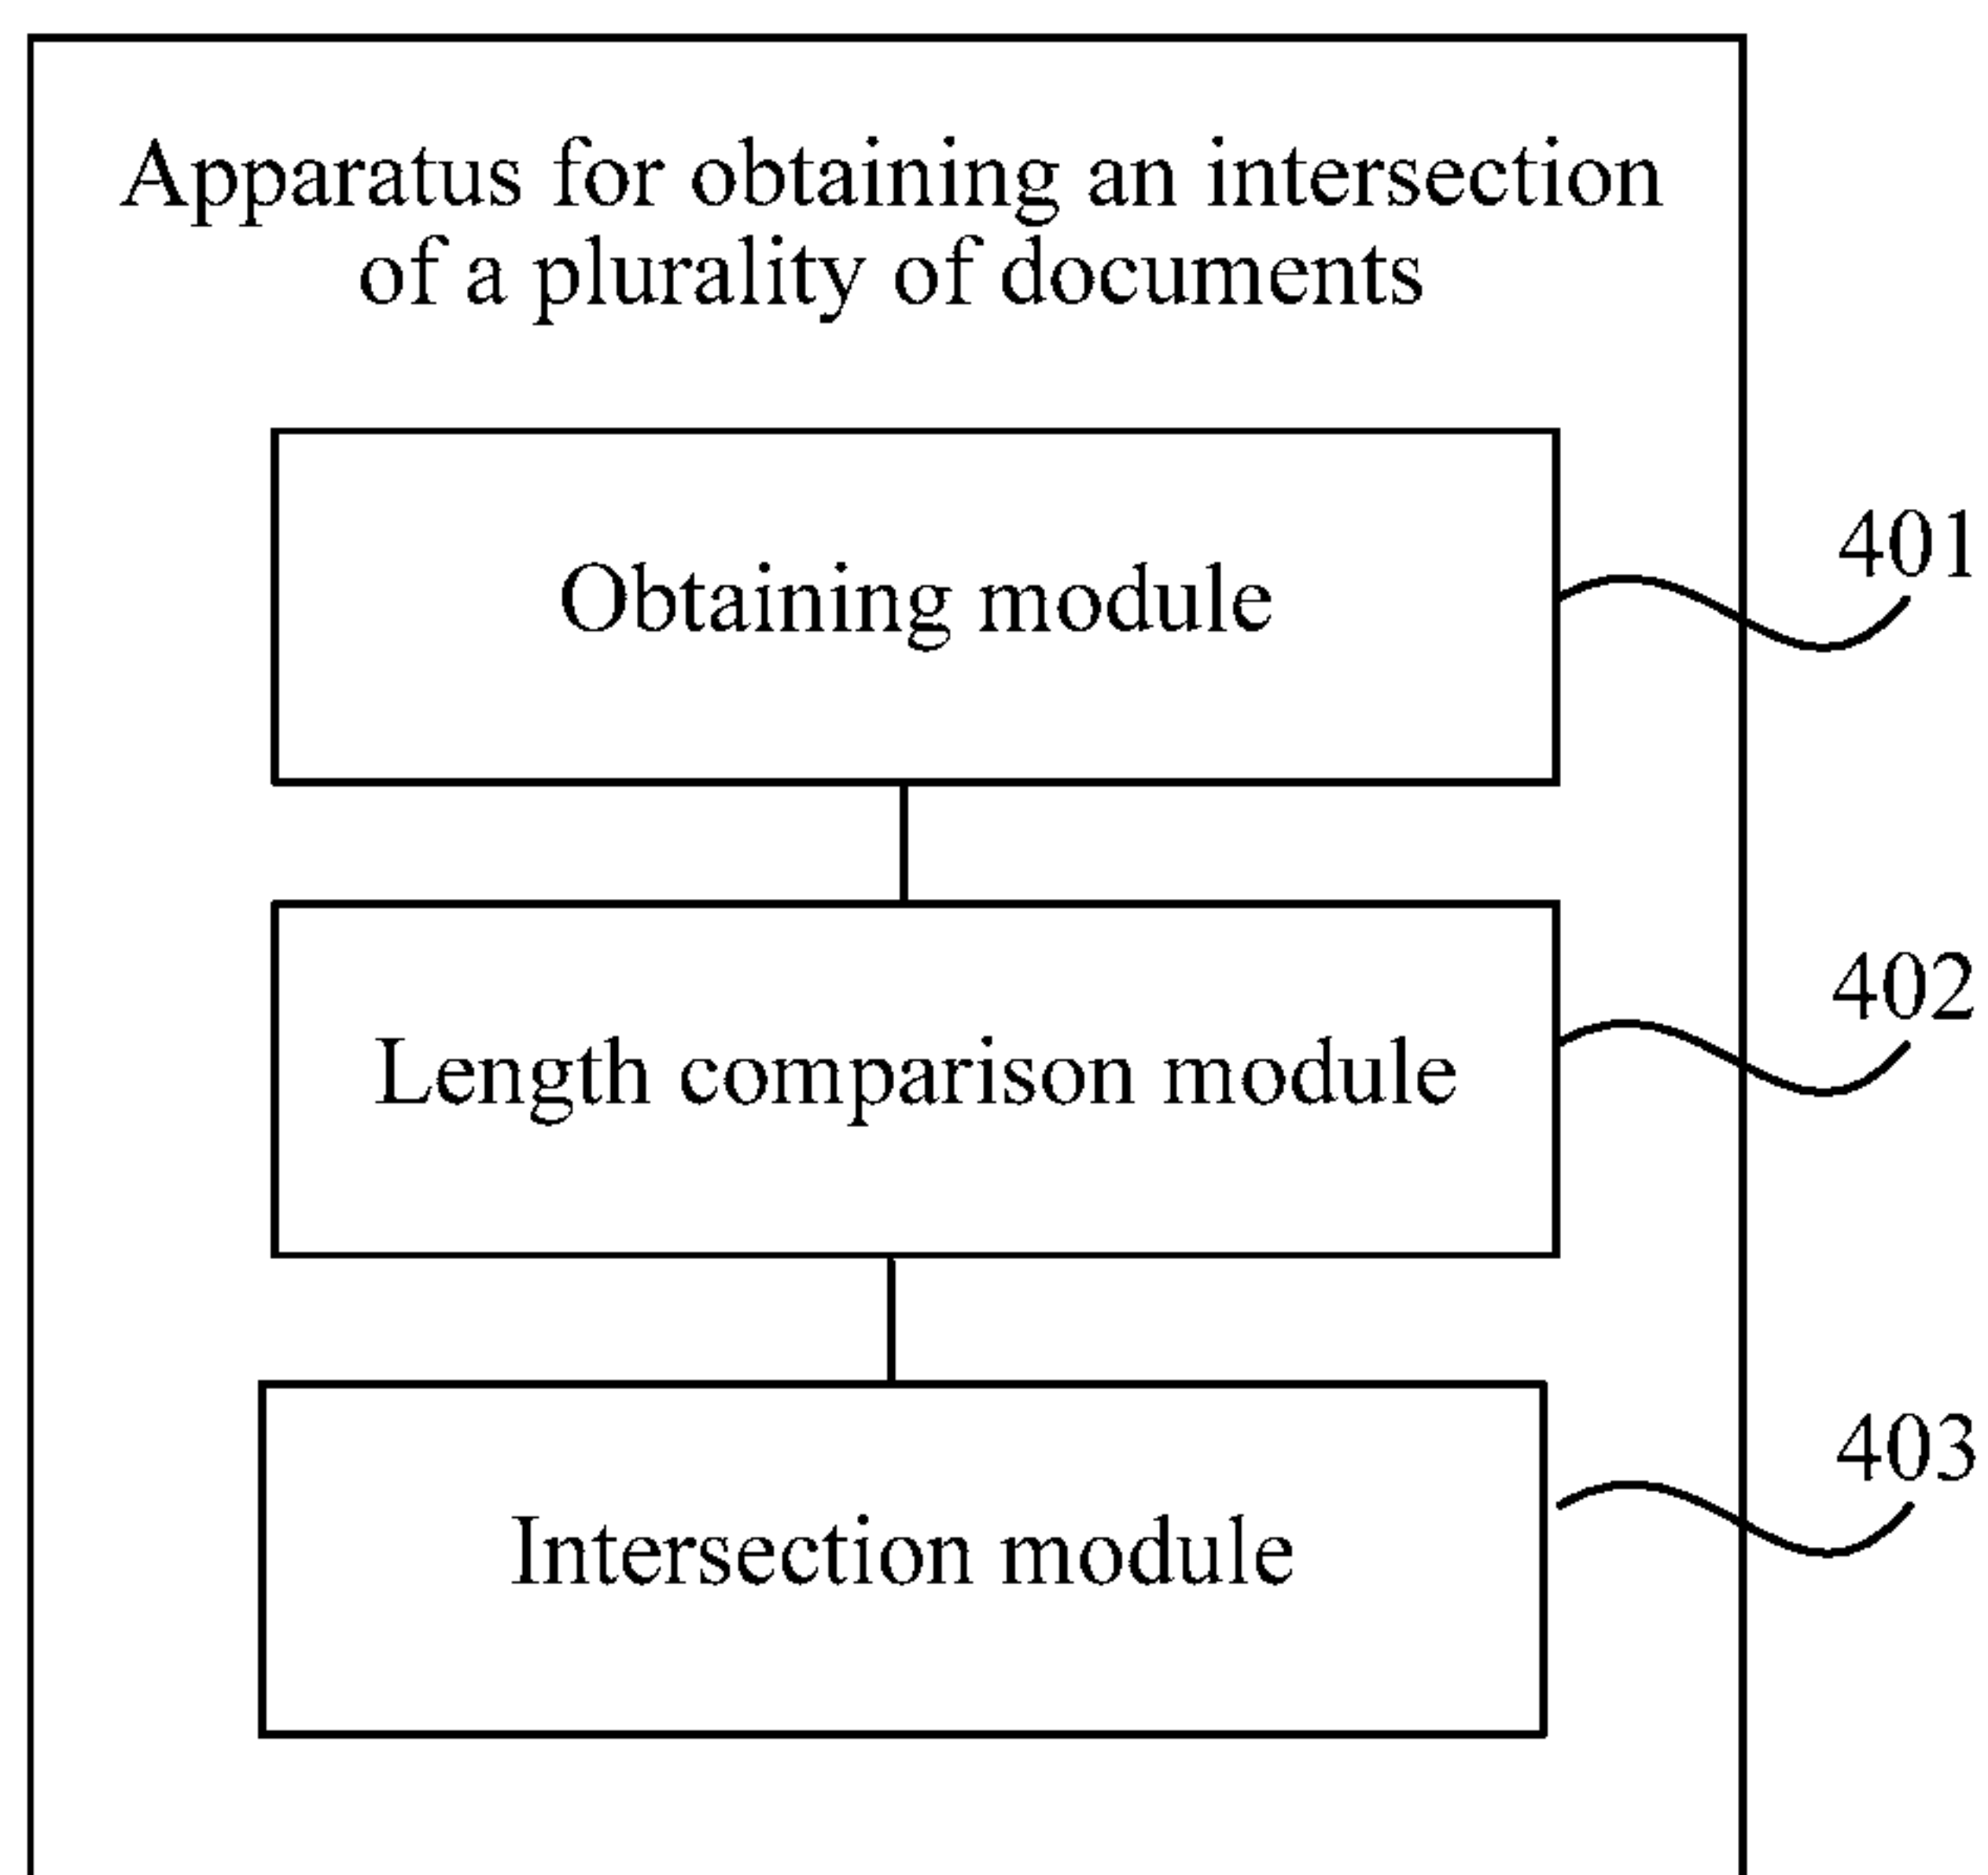 Apparatus for obtaining an intersection
of a plurality of documents
Obtaining module
401
Length comparison module
402
Intersection module
403